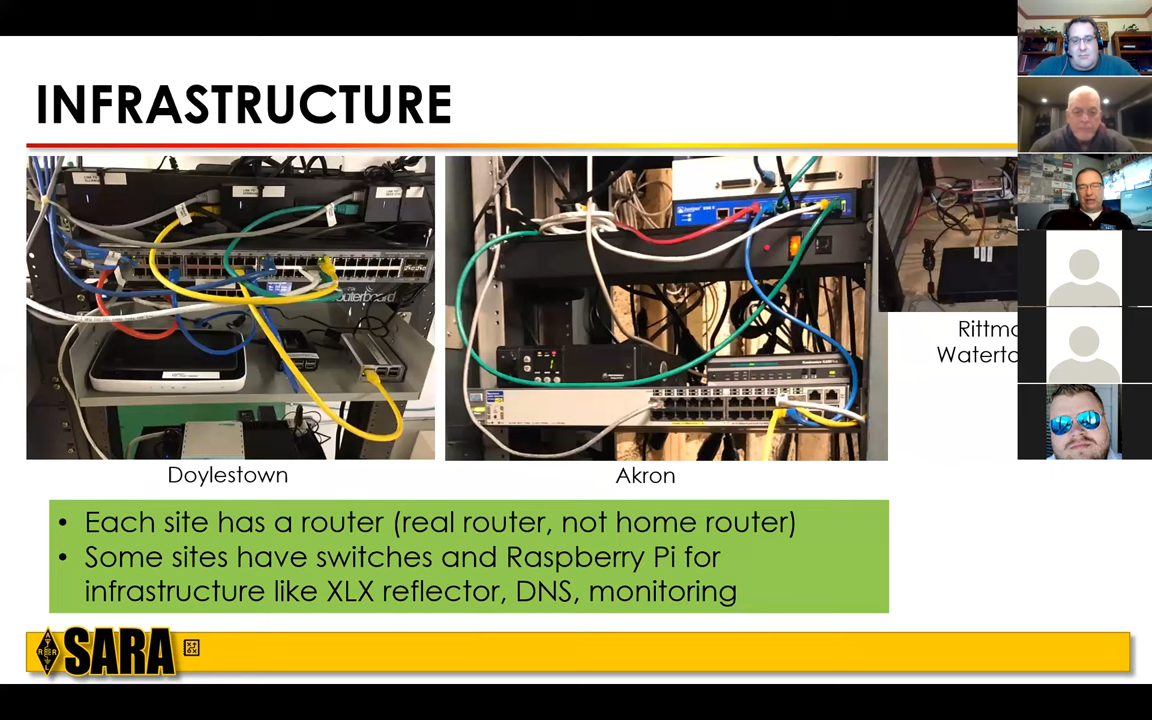 INFRASTRUCTURE
routerboard
Doylestown
Akron
Rittma
Waterto
• Each site has a router (real router, not home router)
• Some sites have switches and Raspberry Pi for
infrastructure like XLX reflector, DNS, monitoring
SARA